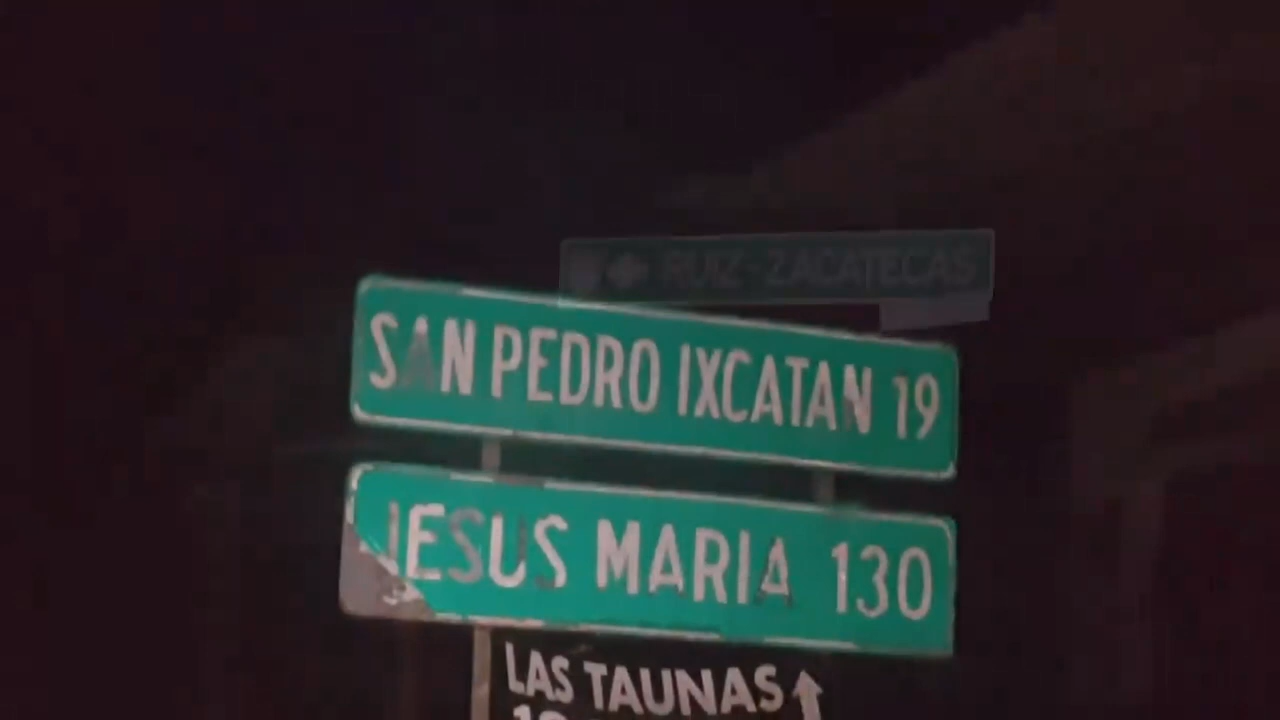 RUIZ - ZACATECAS
SAN PEDRO IXCATAN 19
JESUS MARIA 130
LAS TAUNAS